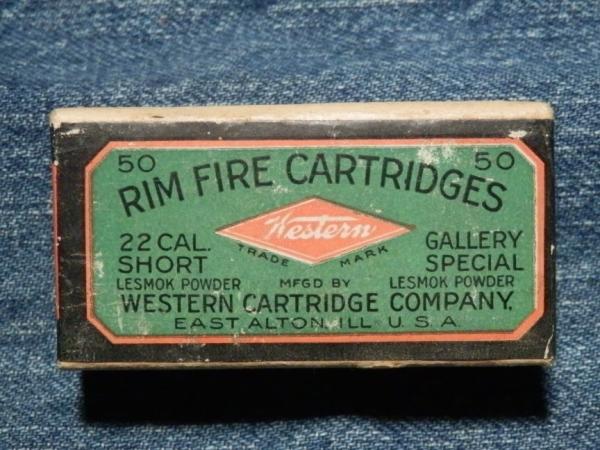 50 50
RIM FIRE CARTRIDGES
Western
TRADE MARK
22 CAL. GALLERY
SHORT SPECIAL
LESMOK POWDER MFGD BY LESMOK POWDER
WESTERN CARTRIDGE COMPANY,
EAST ALTON, ILL. U.S.A